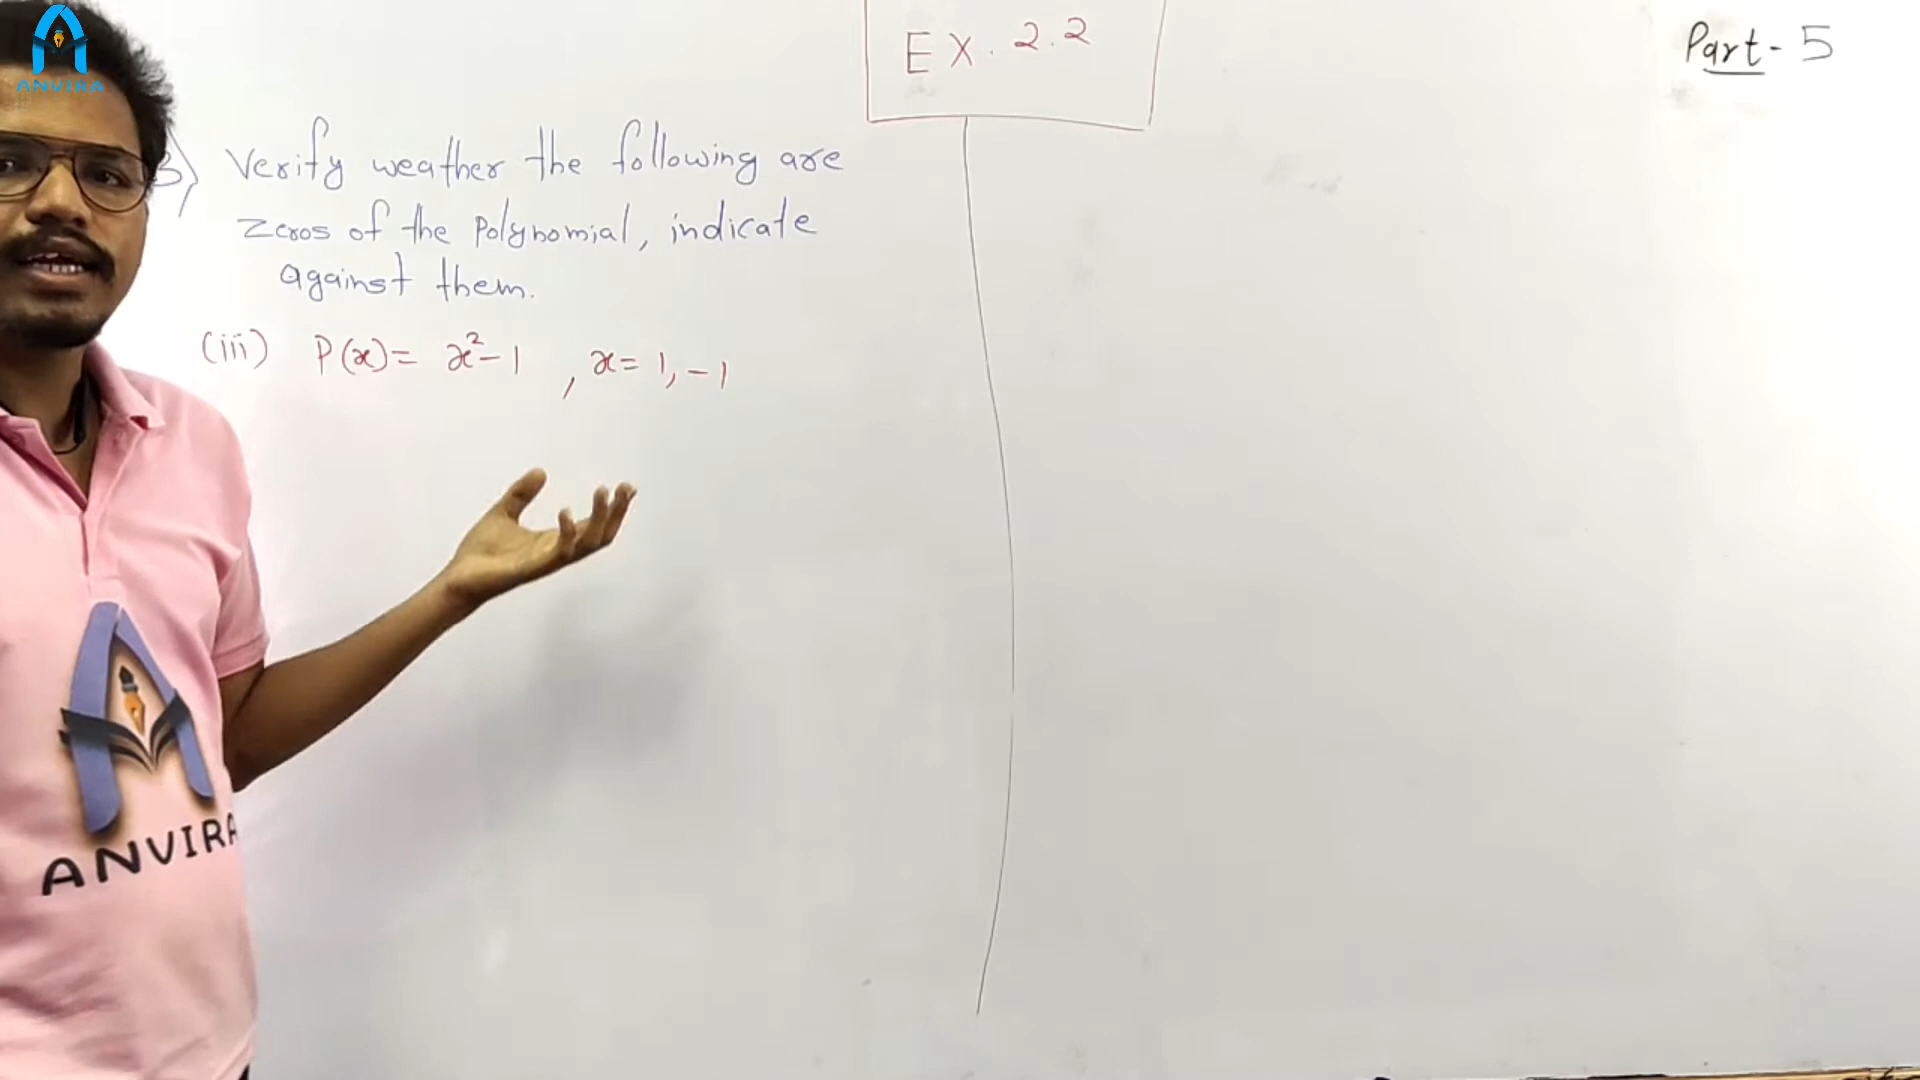 ANVIRA
EX. 2.2
Part - 5
3) Verify weather the following are
zeros of the Polynomial, indicate
against them.
(iii) P(x) = x² - 1 , x = 1, -1
ANVIRA